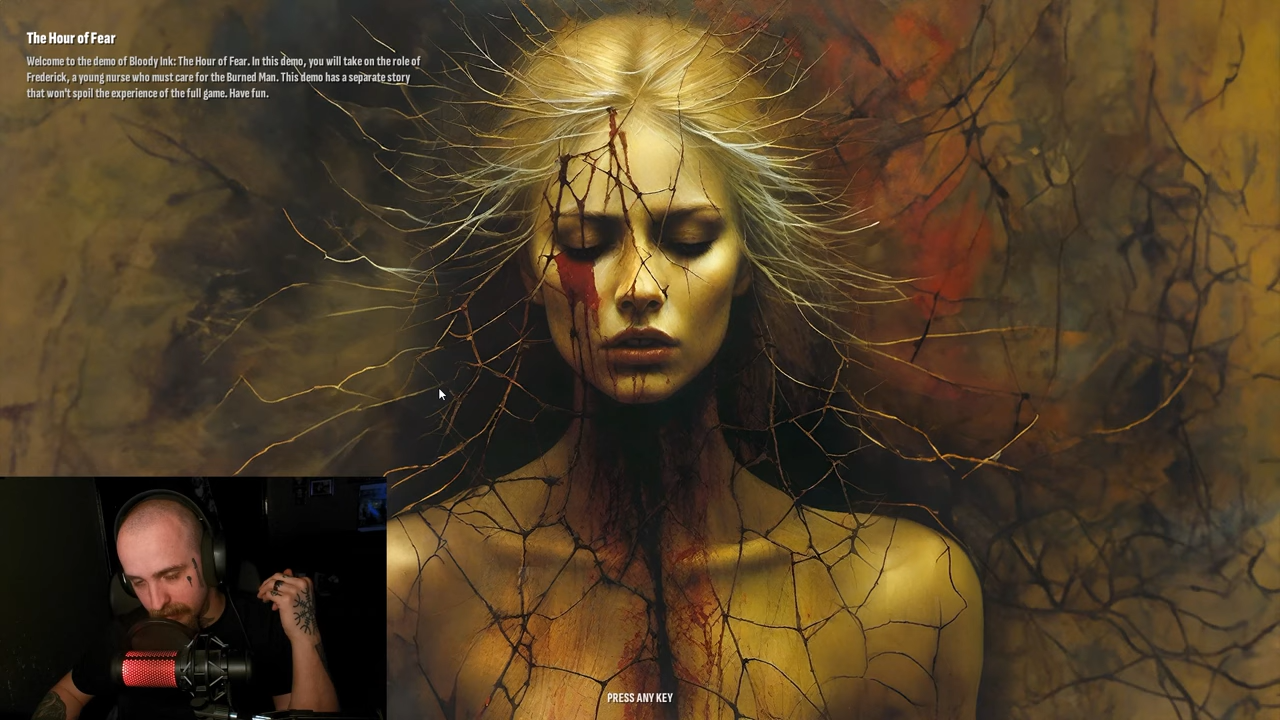 The Hour of Fear
Welcome to the demo of Bloody Ink: The Hour of Fear. In this demo, you will take on the role of
Frederick, a young nurse who must care for the Burned Man. This demo has a separate story
that won't spoil the experience of the full game. Have fun.
PRESS ANY KEY